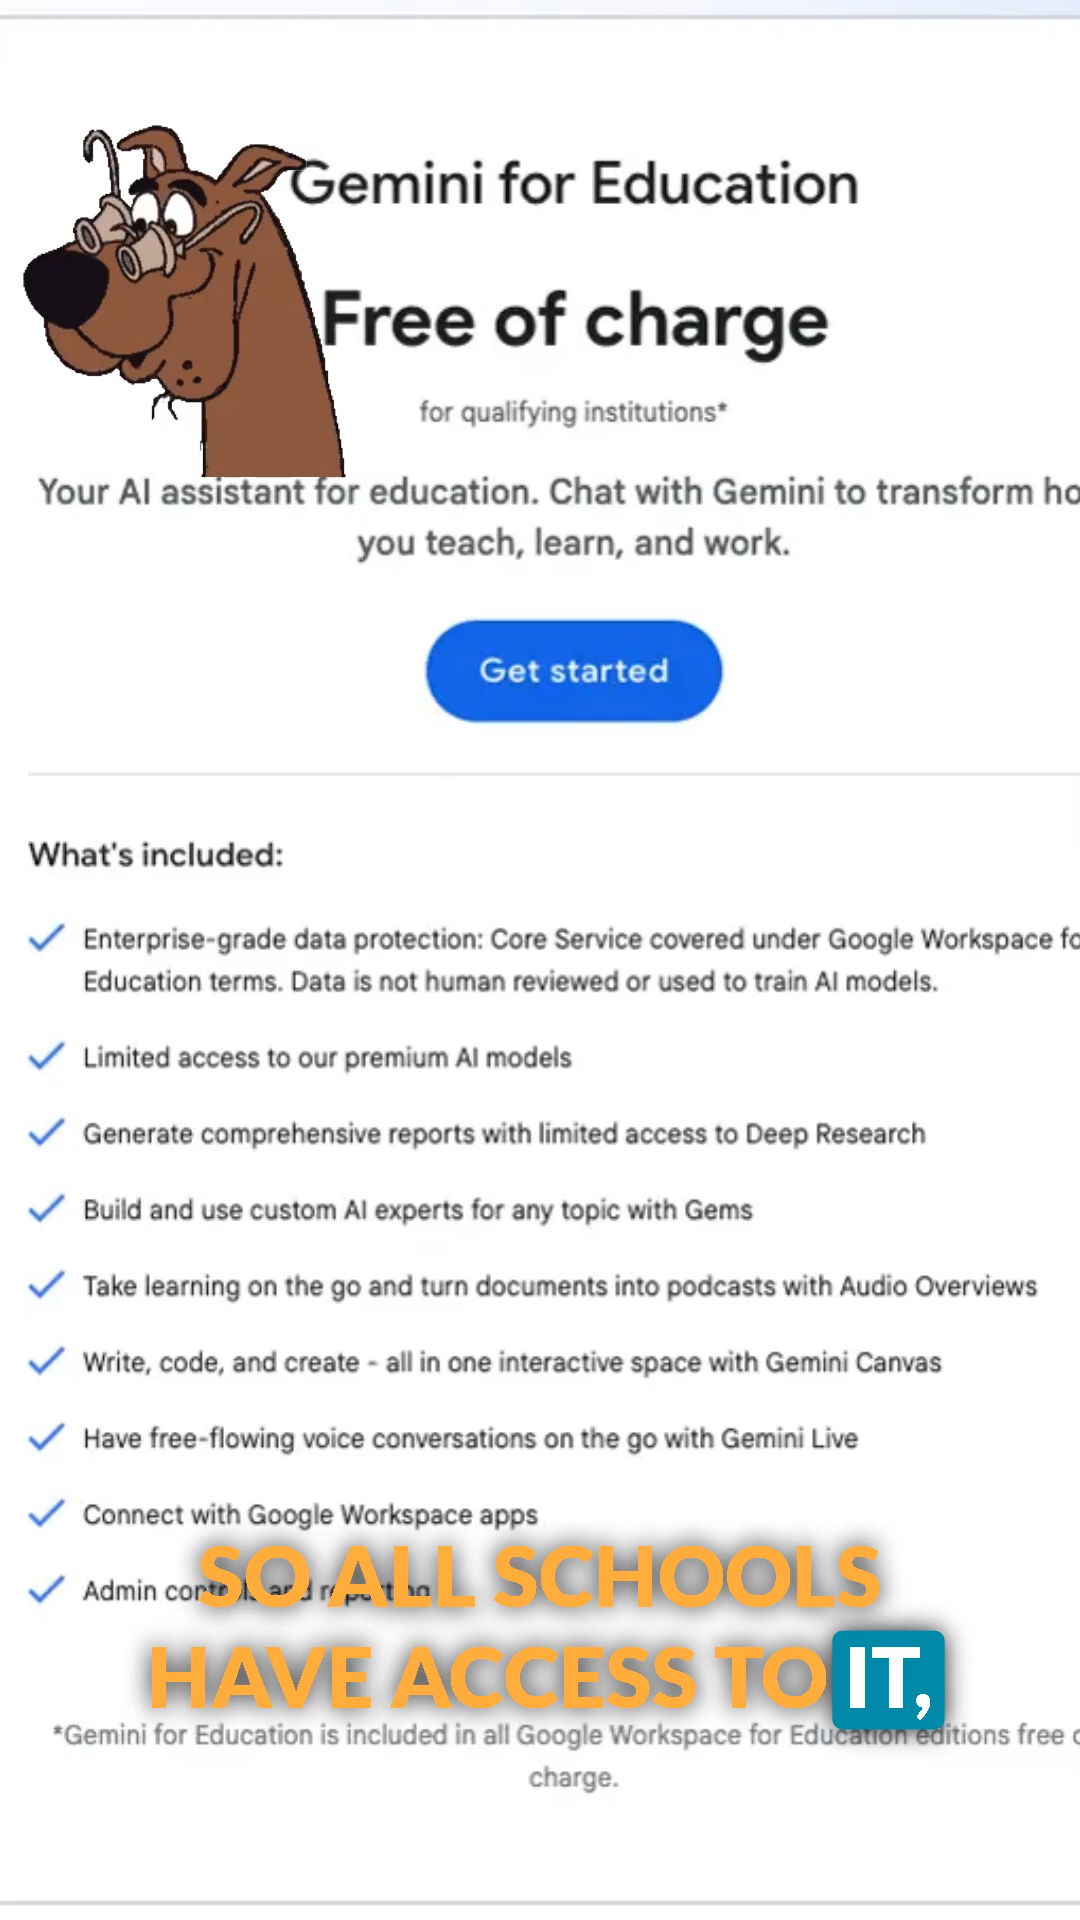 Gemini for Education
Free of charge
for qualifying institutions*
Your AI assistant for education. Chat with Gemini to transform ho
you teach, learn, and work.
Get started
What's included:
Enterprise-grade data protection: Core Service covered under Google Workspace fo
Education terms. Data is not human reviewed or used to train AI models.
Limited access to our premium AI models
Generate comprehensive reports with limited access to Deep Research
Build and use custom AI experts for any topic with Gems
Take learning on the go and turn documents into podcasts with Audio Overviews
Write, code, and create - all in one interactive space with Gemini Canvas
Have free-flowing voice conversations on the go with Gemini Live
Connect with Google Workspace apps
Admin controls and reporting
SO ALL SCHOOLS
HAVE ACCESS TO IT,
*Gemini for Education is included in all Google Workspace for Education editions free o
charge.